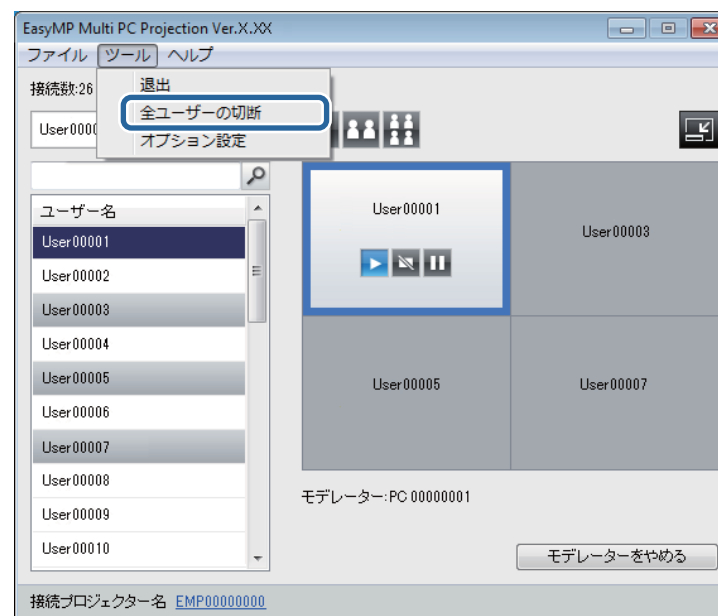 EasyMP Multi PC Projection Ver.X.XX
ファイル ツール ヘルプ
接続数:26
退出
全ユーザーの切断
オプション設定
User0000
ユーザー名
User00001
User00002
User00003
User00004
User00005
User00006
User00007
User00008
User00009
User00010
User00001
User00003
User00005
User00007
モデレーター:PC 00000001
モデレーターをやめる
接続プロジェクター名 EMP00000000